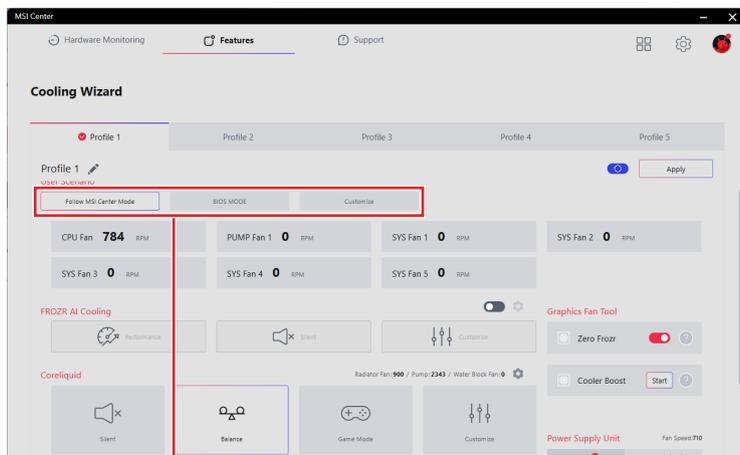 MSI Center
Hardware Monitoring Features Support
Cooling Wizard
Profile 1 Profile 2 Profile 3 Profile 4 Profile 5
Profile 1 Apply
User Scenario
Follow MSI Center Mode BIOS MODE Customize
CPU Fan 784 RPM PUMP Fan 1 0 RPM SYS Fan 1 0 RPM SYS Fan 2 0 RPM
SYS Fan 3 0 RPM SYS Fan 4 0 RPM SYS Fan 5 0 RPM
FROZR AI Cooling Graphics Fan Tool
Performance Silent Customize Zero Frozr ?
Coreliquid Radiator Fan:900 / Pump:2343 / Water Block Fan:0
Cooler Boost Start ?
Silent Balance Game Mode Customize
Power Supply Unit Fan Speed:710